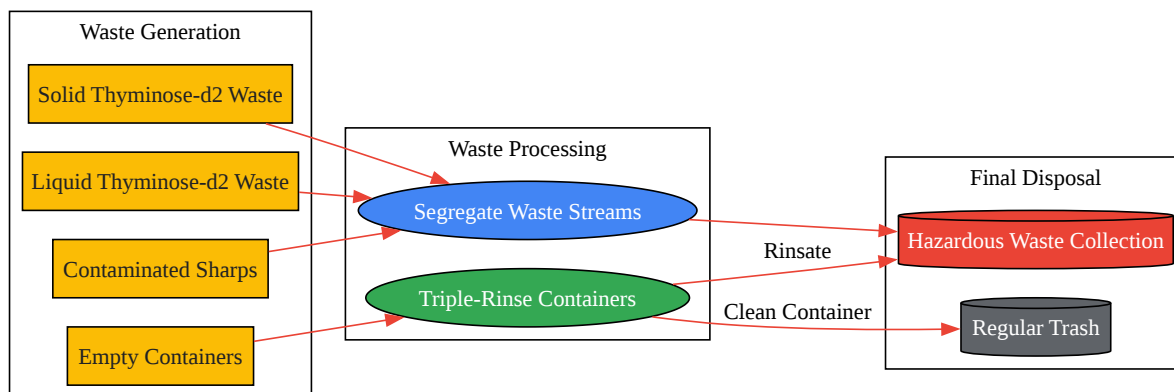 Waste Generation
Solid Thyminose-d2 Waste
Liquid Thyminose-d2 Waste
Contaminated Sharps
Empty Containers
Waste Processing
Segregate Waste Streams
Triple-Rinse Containers
Rinsate
Clean Container
Final Disposal
Hazardous Waste Collection
Regular Trash